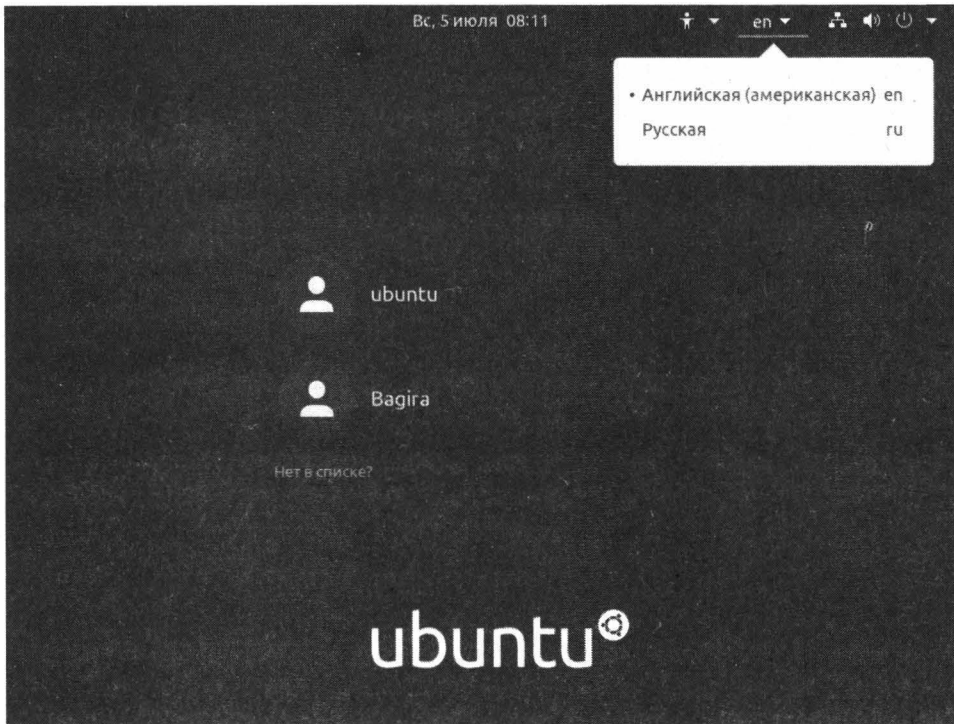 Вс, 5 июля 08:11
en
Английская (американская) en
Русская ru
ubuntu
Bagira
Нет в списке?
ubuntu